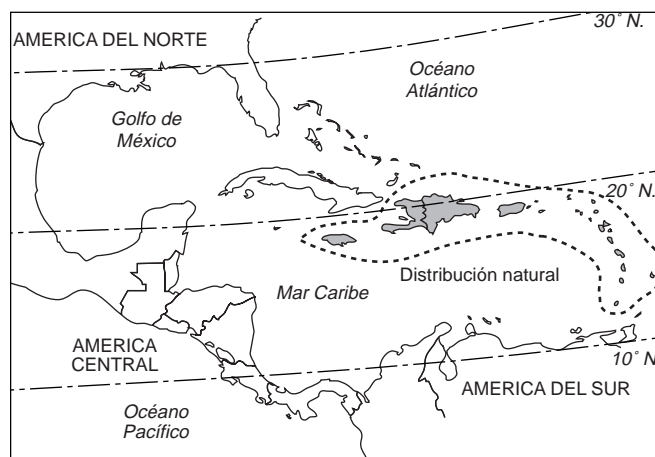 30˚ N.
AMERICA DEL NORTE
Océano
Atlántico
Golfo de
México
20˚ N.
Distribución natural
Mar Caribe
AMERICA
CENTRAL
10˚ N.
AMERICA DEL SUR
Océano
Pacífico